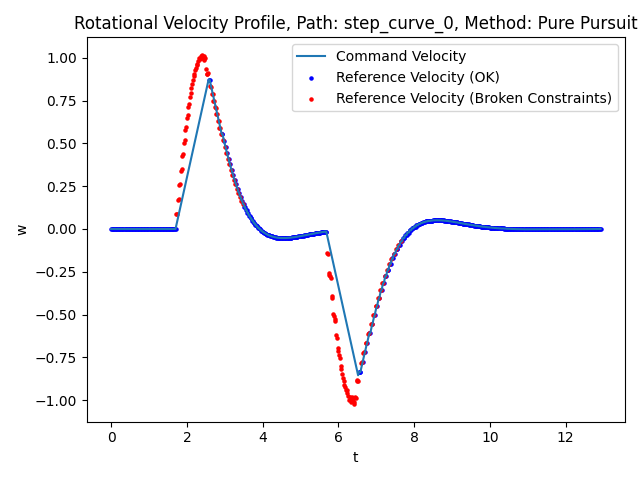 Rotational Velocity Profile, Path: step_curve_0, Method: Pure Pursuit
Command Velocity
Reference Velocity (OK)
Reference Velocity (Broken Constraints)
1.00
0.75
0.50
0.25
0.00
−0.25
−0.50
−0.75
−1.00
w
0 2 4 6 8 10 12
t